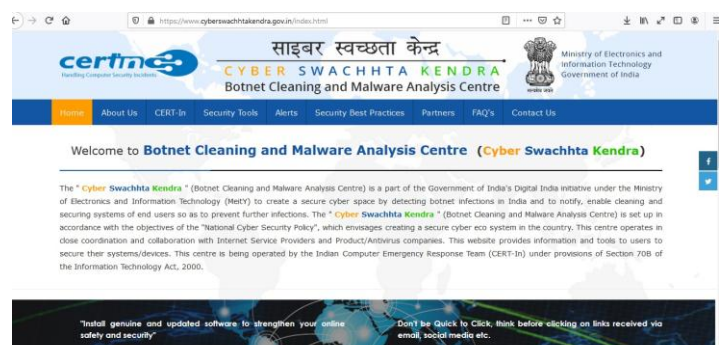 https://www.cyberswachhtakendra.gov.in/index.html
certin
Handling Computer Security Incidents
साइबर स्वच्छता केन्द्र
CYBER SWACHHTA KENDRA
Botnet Cleaning and Malware Analysis Centre
Ministry of Electronics and
Information Technology
Government of India
Home About Us CERT-In Security Tools Alerts Security Best Practices Partners FAQ's Contact Us
Welcome to Botnet Cleaning and Malware Analysis Centre (Cyber Swachhta Kendra)
The " Cyber Swachhta Kendra " (Botnet Cleaning and Malware Analysis Centre) is a part of the Government of India's Digital India initiative under the Ministry
of Electronics and Information Technology (MeitY) to create a secure cyber space by detecting botnet infections in India and to notify, enable cleaning and
securing systems of end users so as to prevent further infections. The " Cyber Swachhta Kendra " (Botnet Cleaning and Malware Analysis Centre) is set up in
accordance with the objectives of the "National Cyber Security Policy", which envisages creating a secure cyber eco system in the country. This centre operates in
close coordination and collaboration with Internet Service Providers and Product/Antivirus companies. This website provides information and tools to users to
secure their systems/devices. This centre is being operated by the Indian Computer Emergency Response Team (CERT-In) under provisions of Section 70B of
the Information Technology Act, 2000.
"Install genuine and updated software to strengthen your online
safety and security"
Don't be Quick to Click, think before clicking on links received via
email, social media etc.